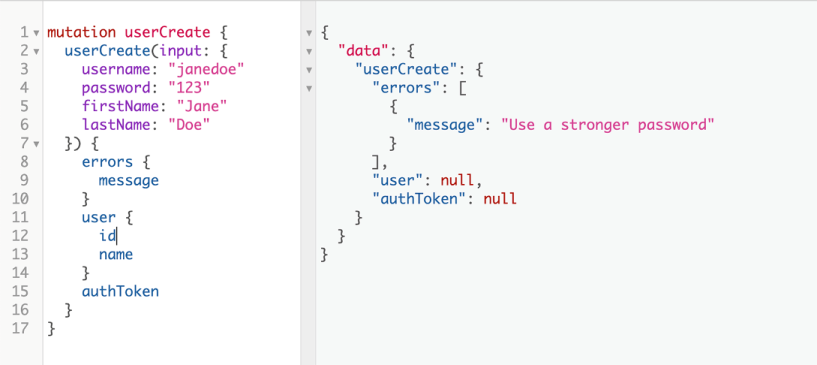 1 mutation userCreate {
2 userCreate(input: {
3 username: "janedoe"
4 password: "123"
5 firstName: "Jane"
6 lastName: "Doe"
7 }) {
8 errors {
9 message
10 }
11 user {
12 id
13 name
14 }
15 authToken
16 }
17 }
{
"data": {
"userCreate": {
"errors": [
{
"message": "Use a stronger password"
}
],
"user": null,
"authToken": null
}
}
}